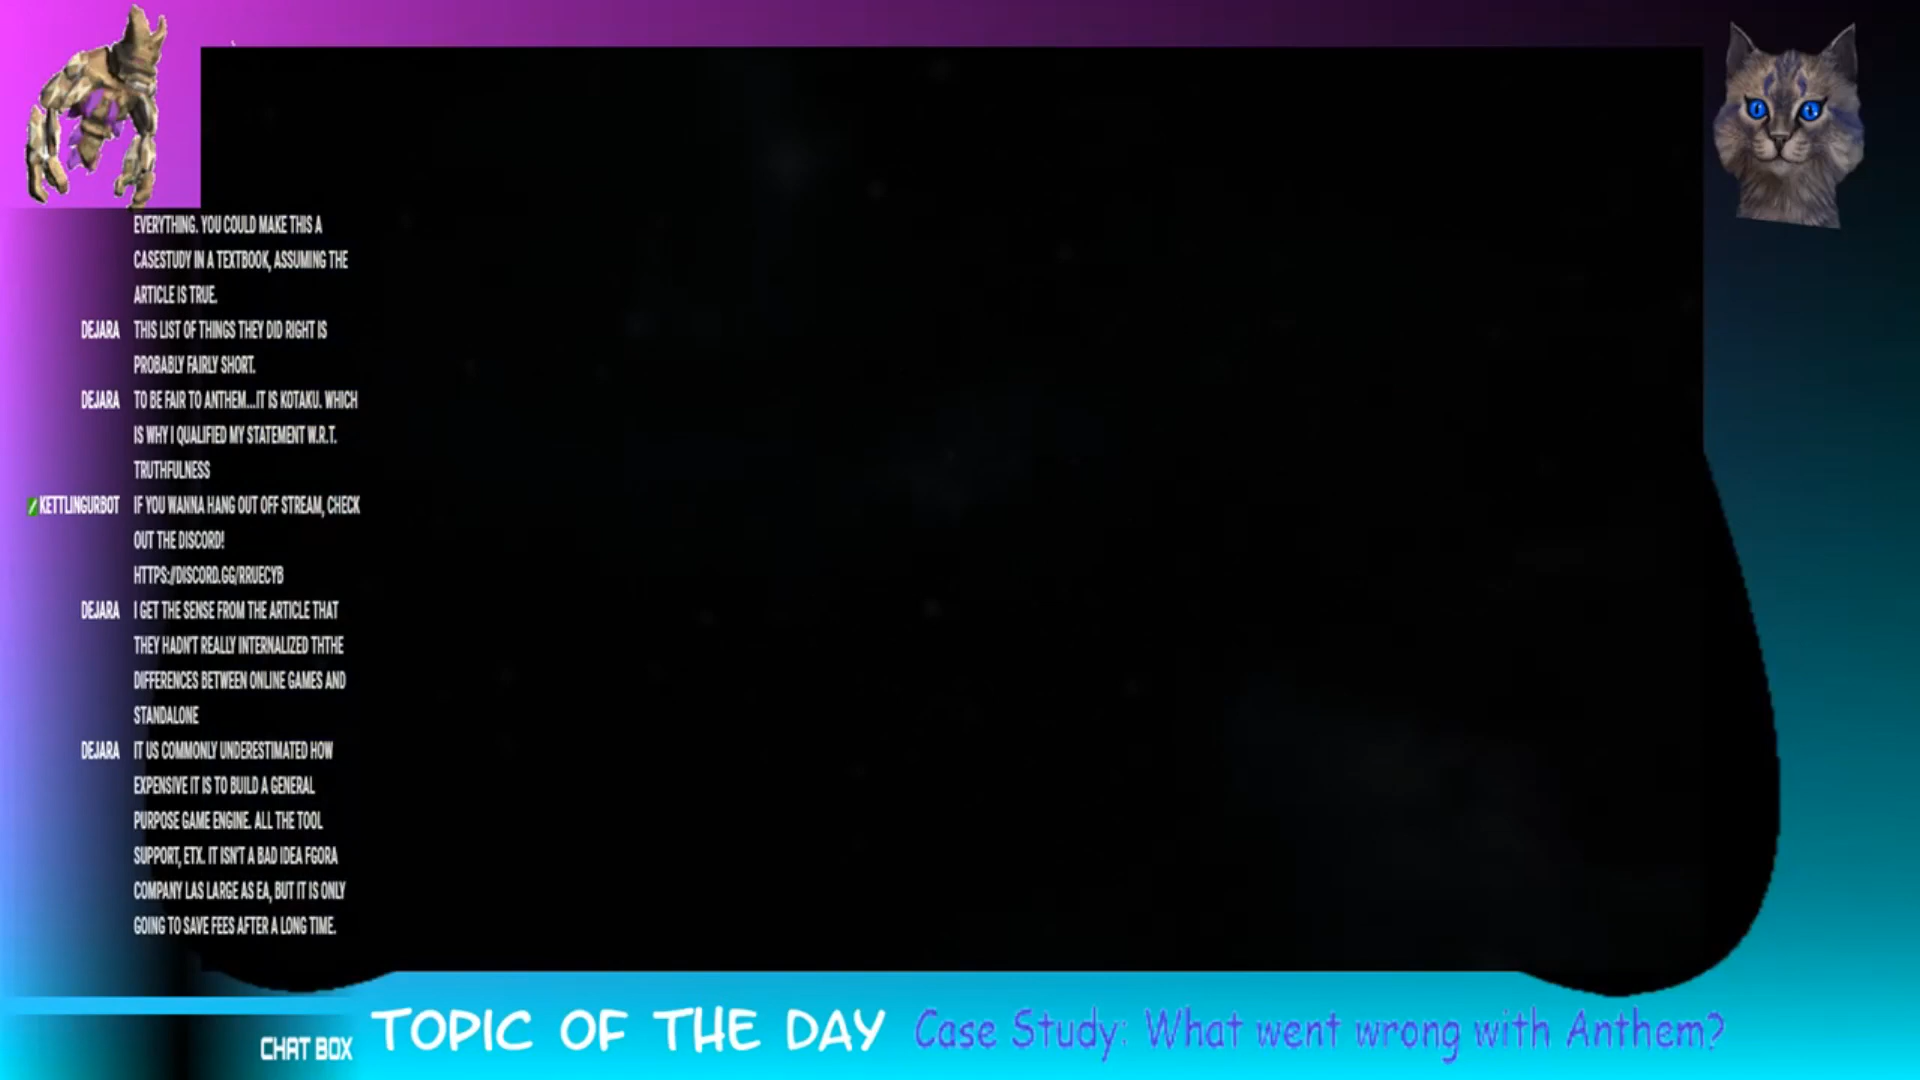 EVERYTHING. YOU COULD MAKE THIS A
CASESTUDY IN A TEXTBOOK, ASSUMING THE
ARTICLE IS TRUE.
DEJARA THIS LIST OF THINGS THEY DID RIGHT IS
PROBABLY FAIRLY SHORT.
DEJARA TO BE FAIR TO ANTHEM...IT IS KOTAKU. WHICH
IS WHY I QUALIFIED MY STATEMENT W.R.T.
TRUTHFULNESS
KETTLINGURBOT IF YOU WANNA HANG OUT OFF STREAM, CHECK
OUT THE DISCORD!
HTTPS://DISCORD.GG/RRUECYB
DEJARA I GET THE SENSE FROM THE ARTICLE THAT
THEY HADN'T REALLY INTERNALIZED THTHE
DIFFERENCES BETWEEN ONLINE GAMES AND
STANDALONE
DEJARA IT US COMMONLY UNDERESTIMATED HOW
EXPENSIVE IT IS TO BUILD A GENERAL
PURPOSE GAME ENGINE. ALL THE TOOL
SUPPORT, ETX. IT ISN'T A BAD IDEA FGORA
COMPANY LAS LARGE AS EA, BUT IT IS ONLY
GOING TO SAVE FEES AFTER A LONG TIME.
CHAT BOX
TOPIC OF THE DAY Case Study: What went wrong with Anthem?